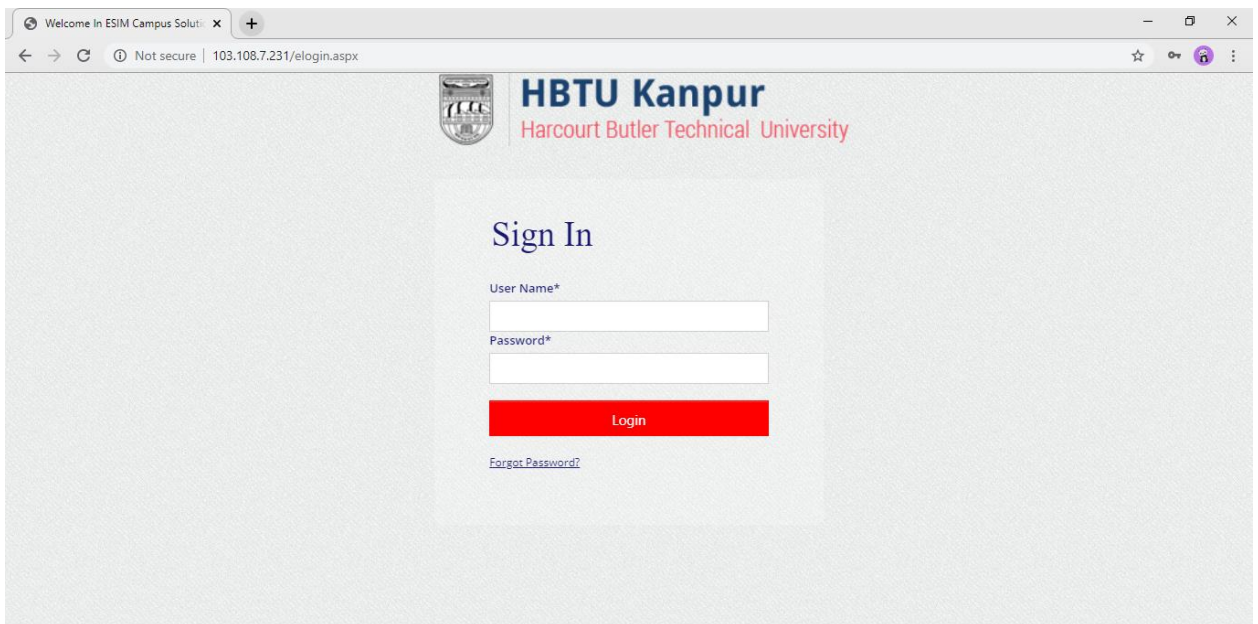 Welcome In ESIM Campus Soluti
Not secure | 103.108.7.231/elogin.aspx
HBTU Kanpur
Harcourt Butler Technical University
Sign In
User Name*
Password*
Login
Forgot Password?